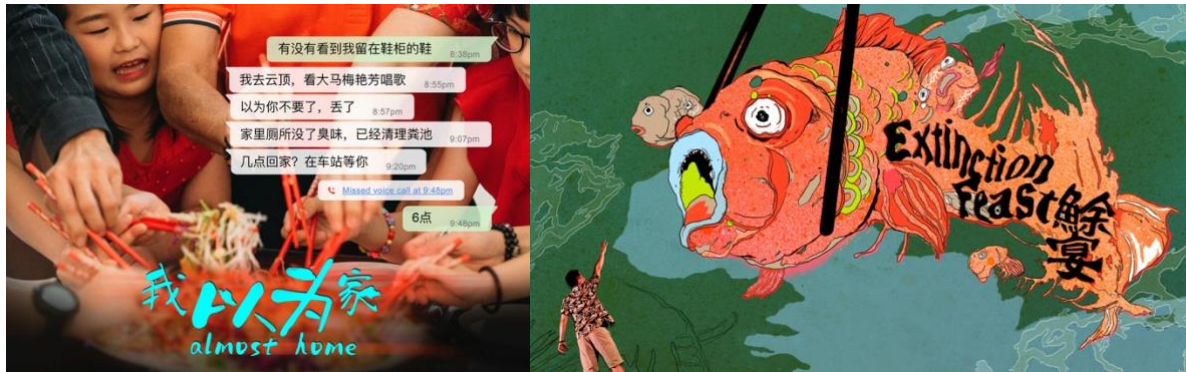 有没有看到我留在鞋柜的鞋
8:38pm
我去云顶，看大马梅艳芳唱歌
8:55pm
以为你不要了，丢了
8:57pm
家里厕所没了臭味，已经清理粪池
9:07pm
几点回家？在车站等你
9:20pm
Missed voice call at 9:48pm
6点
9:48pm
我以为家
almost home
Extinction
Feast 鱼余
宴